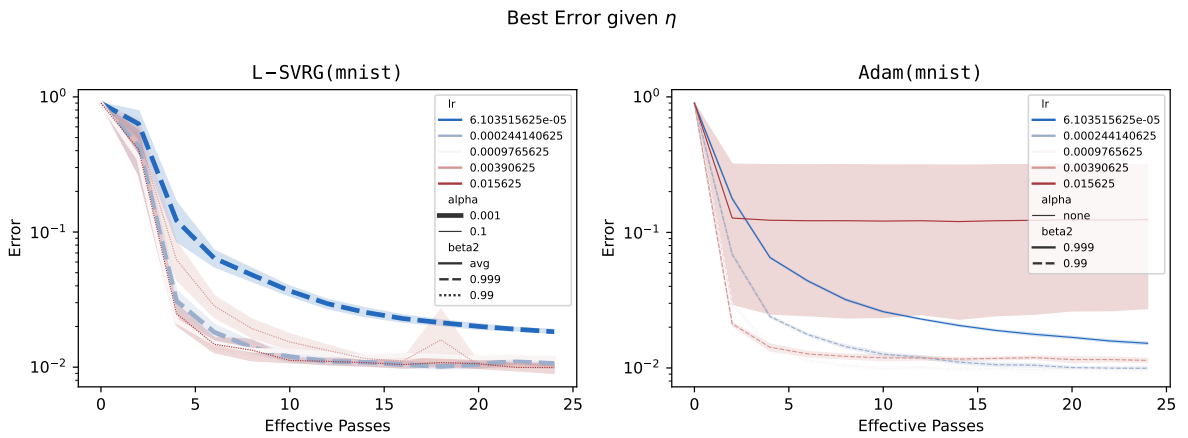 Best Error given η
L-SVRG(mnist)
Error
10⁰
10⁻¹
10⁻²
0
5
10
15
20
25
Effective Passes
lr
6.103515625e-05
0.000244140625
0.0009765625
0.00390625
0.015625
alpha
0.001
0.1
beta2
avg
0.999
0.99
Adam(mnist)
Error
10⁰
10⁻¹
10⁻²
0
5
10
15
20
25
Effective Passes
lr
6.103515625e-05
0.000244140625
0.0009765625
0.00390625
0.015625
alpha
none
beta2
0.999
0.99